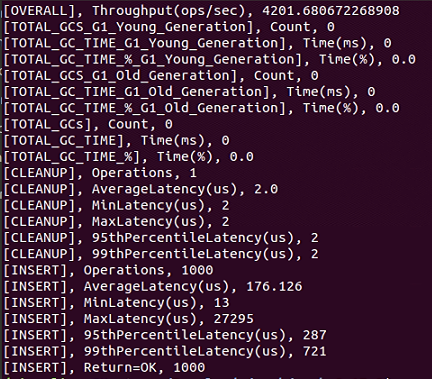 [OVERALL], Throughput(ops/sec), 4201.680672268908
[TOTAL_GCS_G1_Young_Generation], Count, 0
[TOTAL_GC_TIME_G1_Young_Generation], Time(ms), 0
[TOTAL_GC_TIME_%_G1_Young_Generation], Time(%), 0.0
[TOTAL_GCS_G1_Old_Generation], Count, 0
[TOTAL_GC_TIME_G1_Old_Generation], Time(ms), 0
[TOTAL_GC_TIME_%_G1_Old_Generation], Time(%), 0.0
[TOTAL_GCs], Count, 0
[TOTAL_GC_TIME], Time(ms), 0
[TOTAL_GC_TIME_%], Time(%), 0.0
[CLEANUP], Operations, 1
[CLEANUP], AverageLatency(us), 2.0
[CLEANUP], MinLatency(us), 2
[CLEANUP], MaxLatency(us), 2
[CLEANUP], 95thPercentileLatency(us), 2
[CLEANUP], 99thPercentileLatency(us), 2
[INSERT], Operations, 1000
[INSERT], AverageLatency(us), 176.126
[INSERT], MinLatency(us), 13
[INSERT], MaxLatency(us), 27295
[INSERT], 95thPercentileLatency(us), 287
[INSERT], 99thPercentileLatency(us), 721
[INSERT], Return=OK, 1000